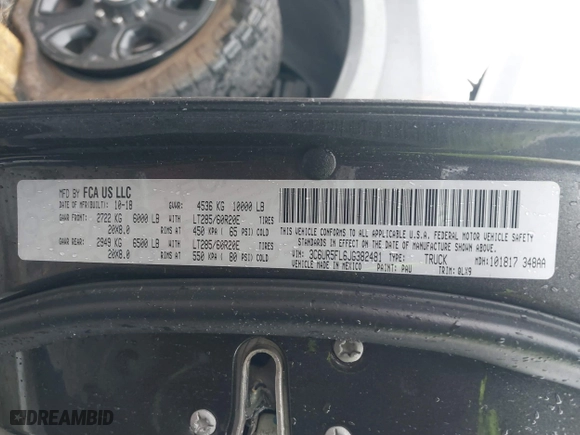 MFD BY FCA US LLC
DATE OF MFR(BUILT): 10-18 GVWR: 4536 KG 10000 LB
GAWR FRONT: 2722 KG 6000 LB WITH LT285/60R20E TIRES
20X8.0 RIMS AT 450 KPA ( 65 PSI) COLD
GAWR REAR: 2949 KG 6500 LB WITH LT285/60R20E TIRES
20X8.0 RIMS AT 550 KPA ( 80 PSI) COLD
THIS VEHICLE CONFORMS TO ALL APPLICABLE U.S.A. FEDERAL MOTOR VEHICLE SAFETY
STANDARDS IN EFFECT ON THE DATE OF MANUFACTURE SHOWN ABOVE
VIN: 3C6UR5FL6JG382481 TYPE: TRUCK MDH: 101817 348AA
VEHICLE MADE IN MEXICO PAINT: PAU TRIM: QLX9
DREAMBID